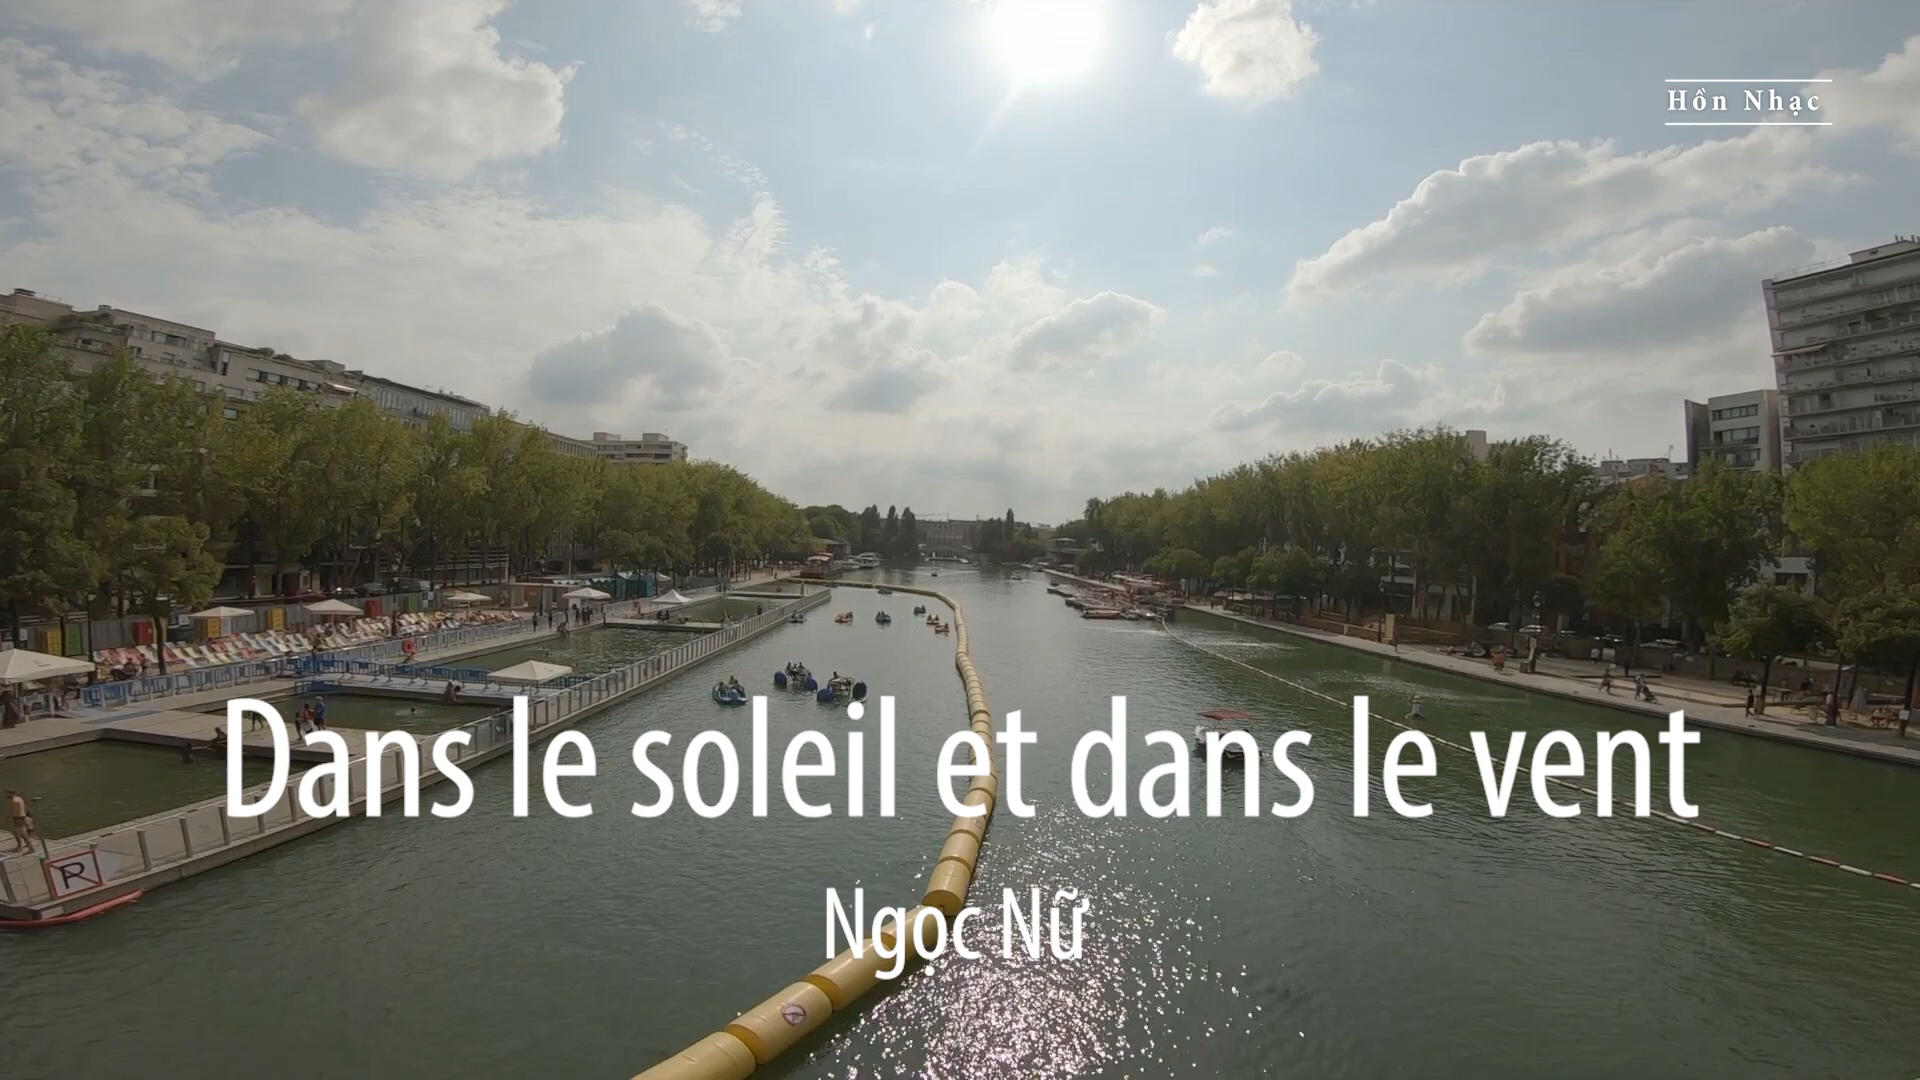 Hồn Nhạc
Dans le soleil et dans le vent
Ngọc Nữ
R